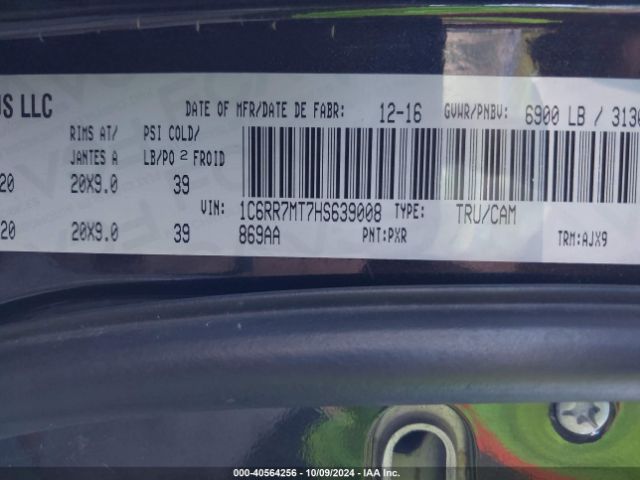 US LLC
DATE OF MFR/DATE DE FABR: 12-16 GVWR/PNBV: 6900 LB / 3130
RIMS AT/ PSI COLD/
JANTES A LB/PO 2 FROID
20 20X9.0 39
VIN: 1C6RR7MT7HS639008 TYPE: TRU/CAM
20 20X9.0 39 869AA PNT:PXR TRM:AJX9
000-40564256 - 10/09/2024 - IAA Inc.